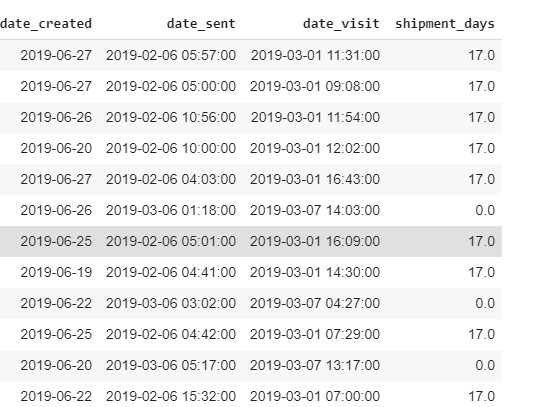 date_created date_sent date_visit shipment_days
2019-06-27 2019-02-06 05:57:00 2019-03-01 11:31:00 17.0
2019-06-27 2019-02-06 05:00:00 2019-03-01 09:08:00 17.0
2019-06-26 2019-02-06 10:56:00 2019-03-01 11:54:00 17.0
2019-06-20 2019-02-06 10:00:00 2019-03-01 12:02:00 17.0
2019-06-27 2019-02-06 04:03:00 2019-03-01 16:43:00 17.0
2019-06-26 2019-03-06 01:18:00 2019-03-07 14:03:00 0.0
2019-06-25 2019-02-06 05:01:00 2019-03-01 16:09:00 17.0
2019-06-19 2019-02-06 04:41:00 2019-03-01 14:30:00 17.0
2019-06-22 2019-03-06 03:02:00 2019-03-07 04:27:00 0.0
2019-06-25 2019-02-06 04:42:00 2019-03-01 07:29:00 17.0
2019-06-20 2019-03-06 05:17:00 2019-03-07 13:17:00 0.0
2019-06-22 2019-02-06 15:32:00 2019-03-01 07:00:00 17.0